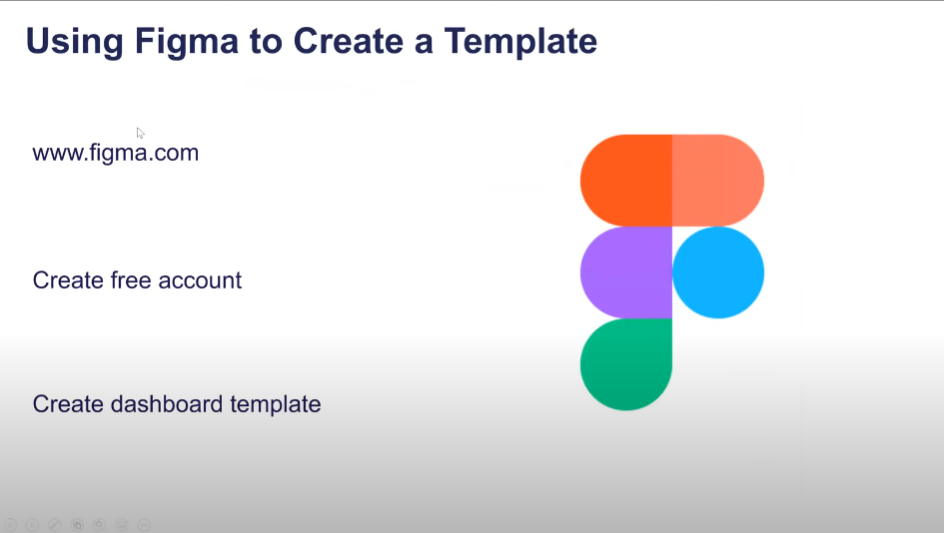 Using Figma to Create a Template
www.figma.com
Create free account
Create dashboard template